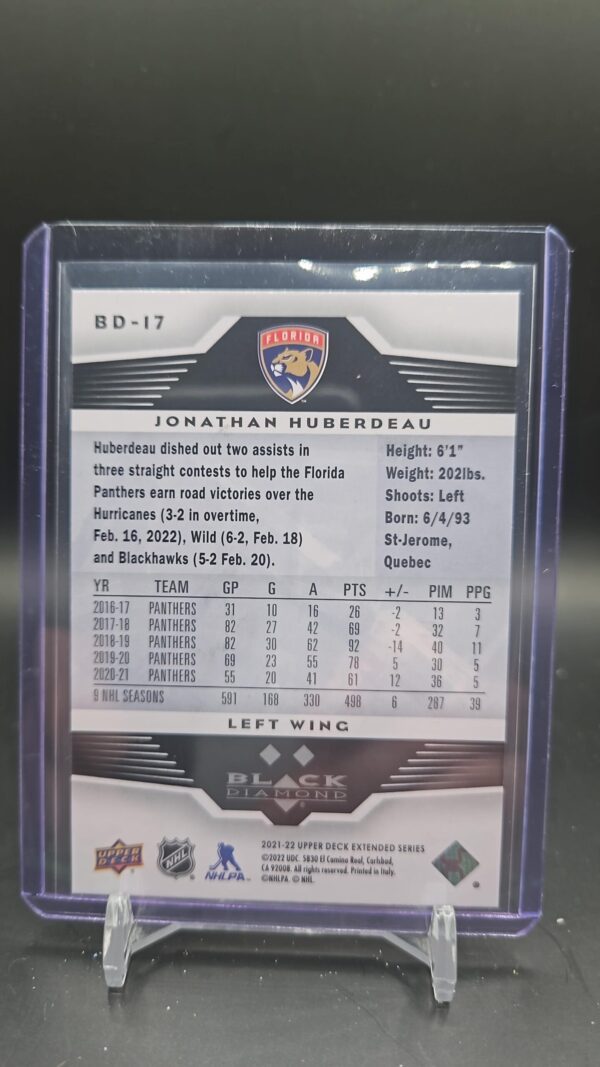 BD-17
FLORIDA
JONATHAN HUBERDEAU
Huberdeau dished out two assists in
three straight contests to help the Florida
Panthers earn road victories over the
Hurricanes (3-2 in overtime,
Feb. 16, 2022), Wild (6-2, Feb. 18)
and Blackhawks (5-2 Feb. 20).
Height: 6'1"
Weight: 202lbs.
Shoots: Left
Born: 6/4/93
St-Jerome,
Quebec
YR TEAM GP G A PTS +/- PIM PPG
2016-17 PANTHERS 31 10 16 26 -2 13 3
2017-18 PANTHERS 82 27 42 69 -2 32 7
2018-19 PANTHERS 82 30 62 92 -14 40 11
2019-20 PANTHERS 69 23 55 78 5 30 5
2020-21 PANTHERS 55 20 41 61 12 36 5
9 NHL SEASONS 591 168 330 498 6 287 39
LEFT WING
BLACK
DIAMOND
UPPER
DECK
NHL
NHLPA
2021-22 UPPER DECK EXTENDED SERIES
©2022 UDC. 5830 El Camino Real, Carlsbad,
CA 92008. All rights reserved. Printed in Italy.
©NHLPA. © NHL.